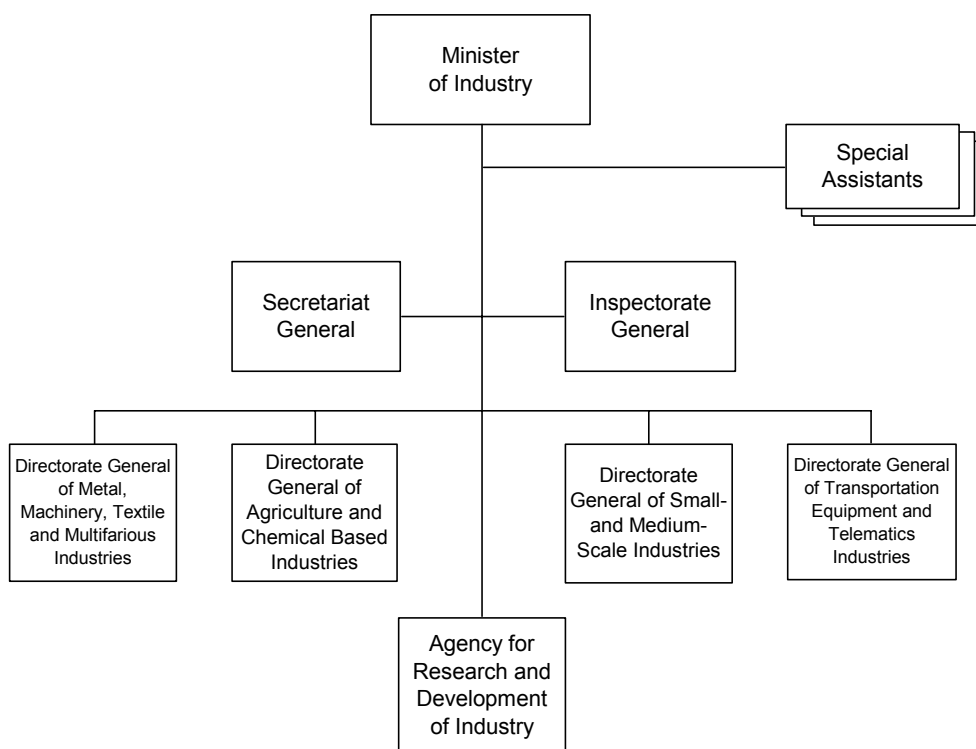 Minister
of Industry
Special
Assistants
Secretariat
General
Inspectorate
General
Directorate General
of Metal,
Machinery, Textile
and Multifarious
Industries
Directorate
General of
Agriculture and
Chemical Based
Industries
Directorate
General of Small-
and Medium-
Scale Industries
Directorate General
of Transportation
Equipment and
Telematics
Industries
Agency for
Research and
Development
of Industry